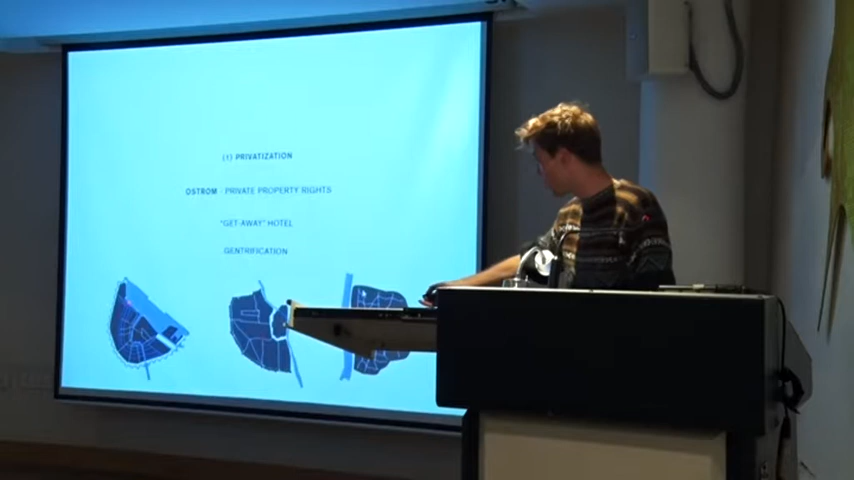 (1) PRIVATIZATION
OSTROM - PRIVATE PROPERTY RIGHTS
"GET-AWAY" HOTEL
GENTRIFICATION